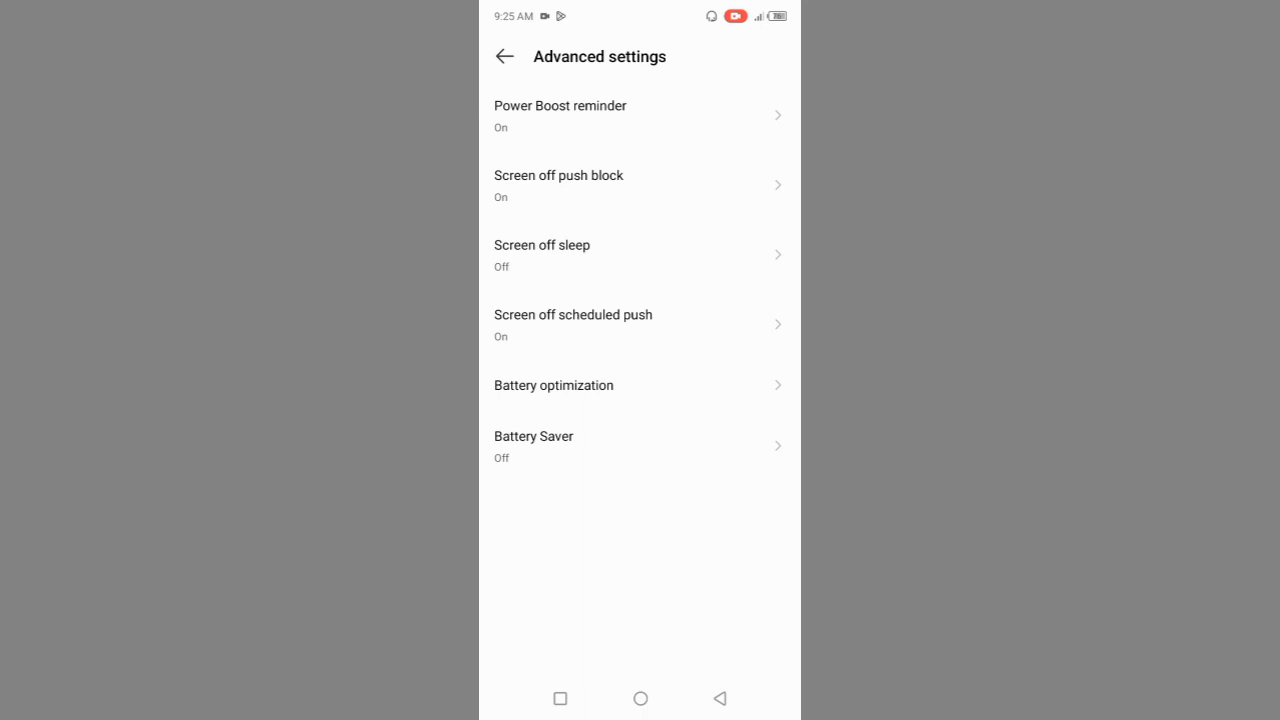 9:25 AM
78
Advanced settings
Power Boost reminder
On
Screen off push block
On
Screen off sleep
Off
Screen off scheduled push
On
Battery optimization
Battery Saver
Off